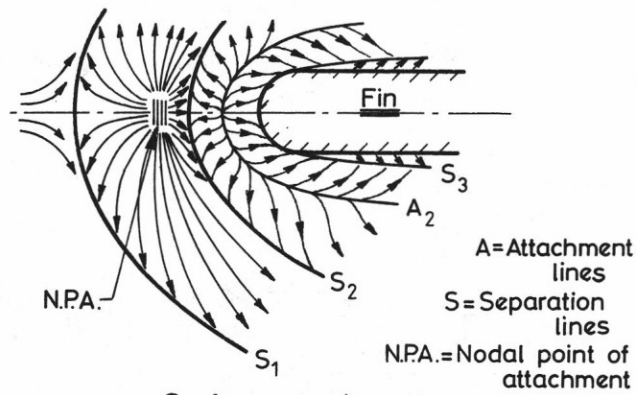 Fin
S3
A2
S2
S1
N.P.A.
A=Attachment
lines
S=Separation
lines
N.P.A.=Nodal point of
attachment